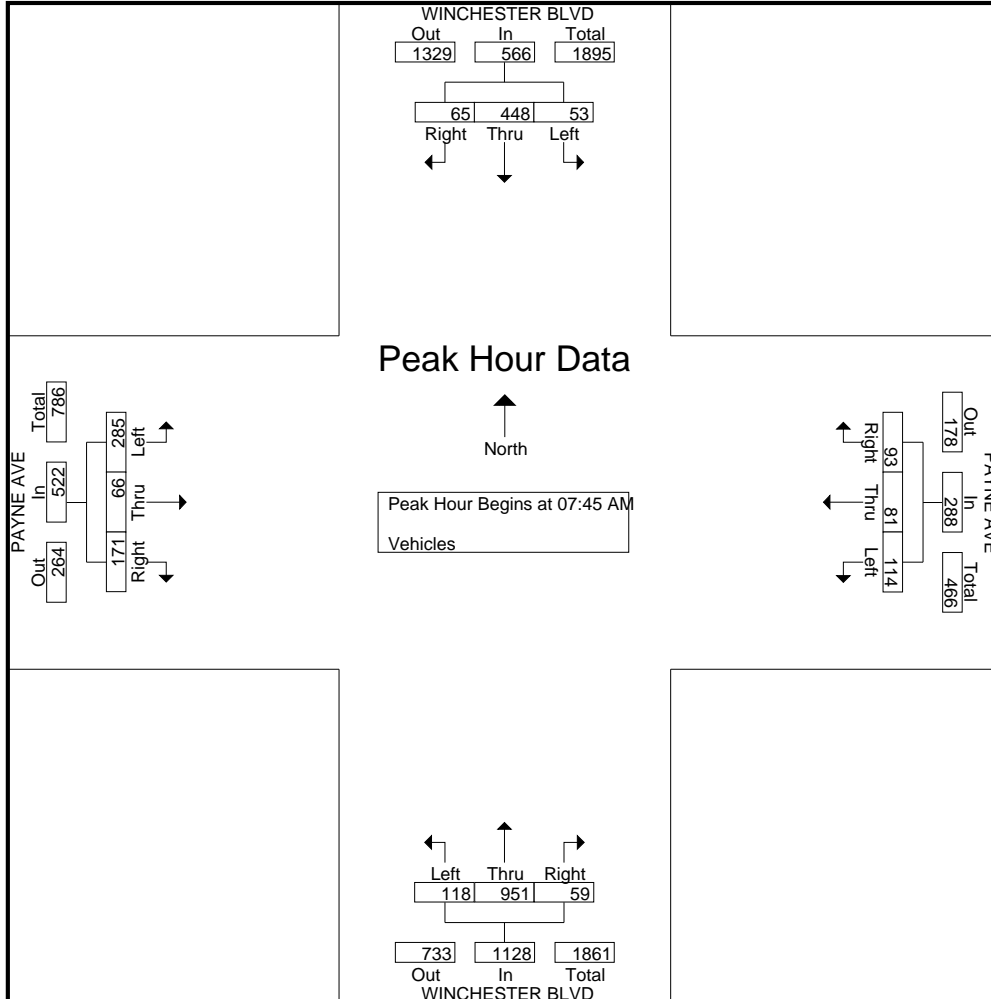 WINCHESTER BLVD
Out In Total
1329 566 1895
65 448 53
Right Thru Left
Peak Hour Data
North
Peak Hour Begins at 07:45 AM
Vehicles
PAYNE AVE
Total In Out
786 522 264
285 66 171
Left Thru Right
Right Thru Left
93 81 114
Out In Total
178 288 466
PAYNE AVE
Left Thru Right
118 951 59
733 1128 1861
Out In Total
WINCHESTER BLVD